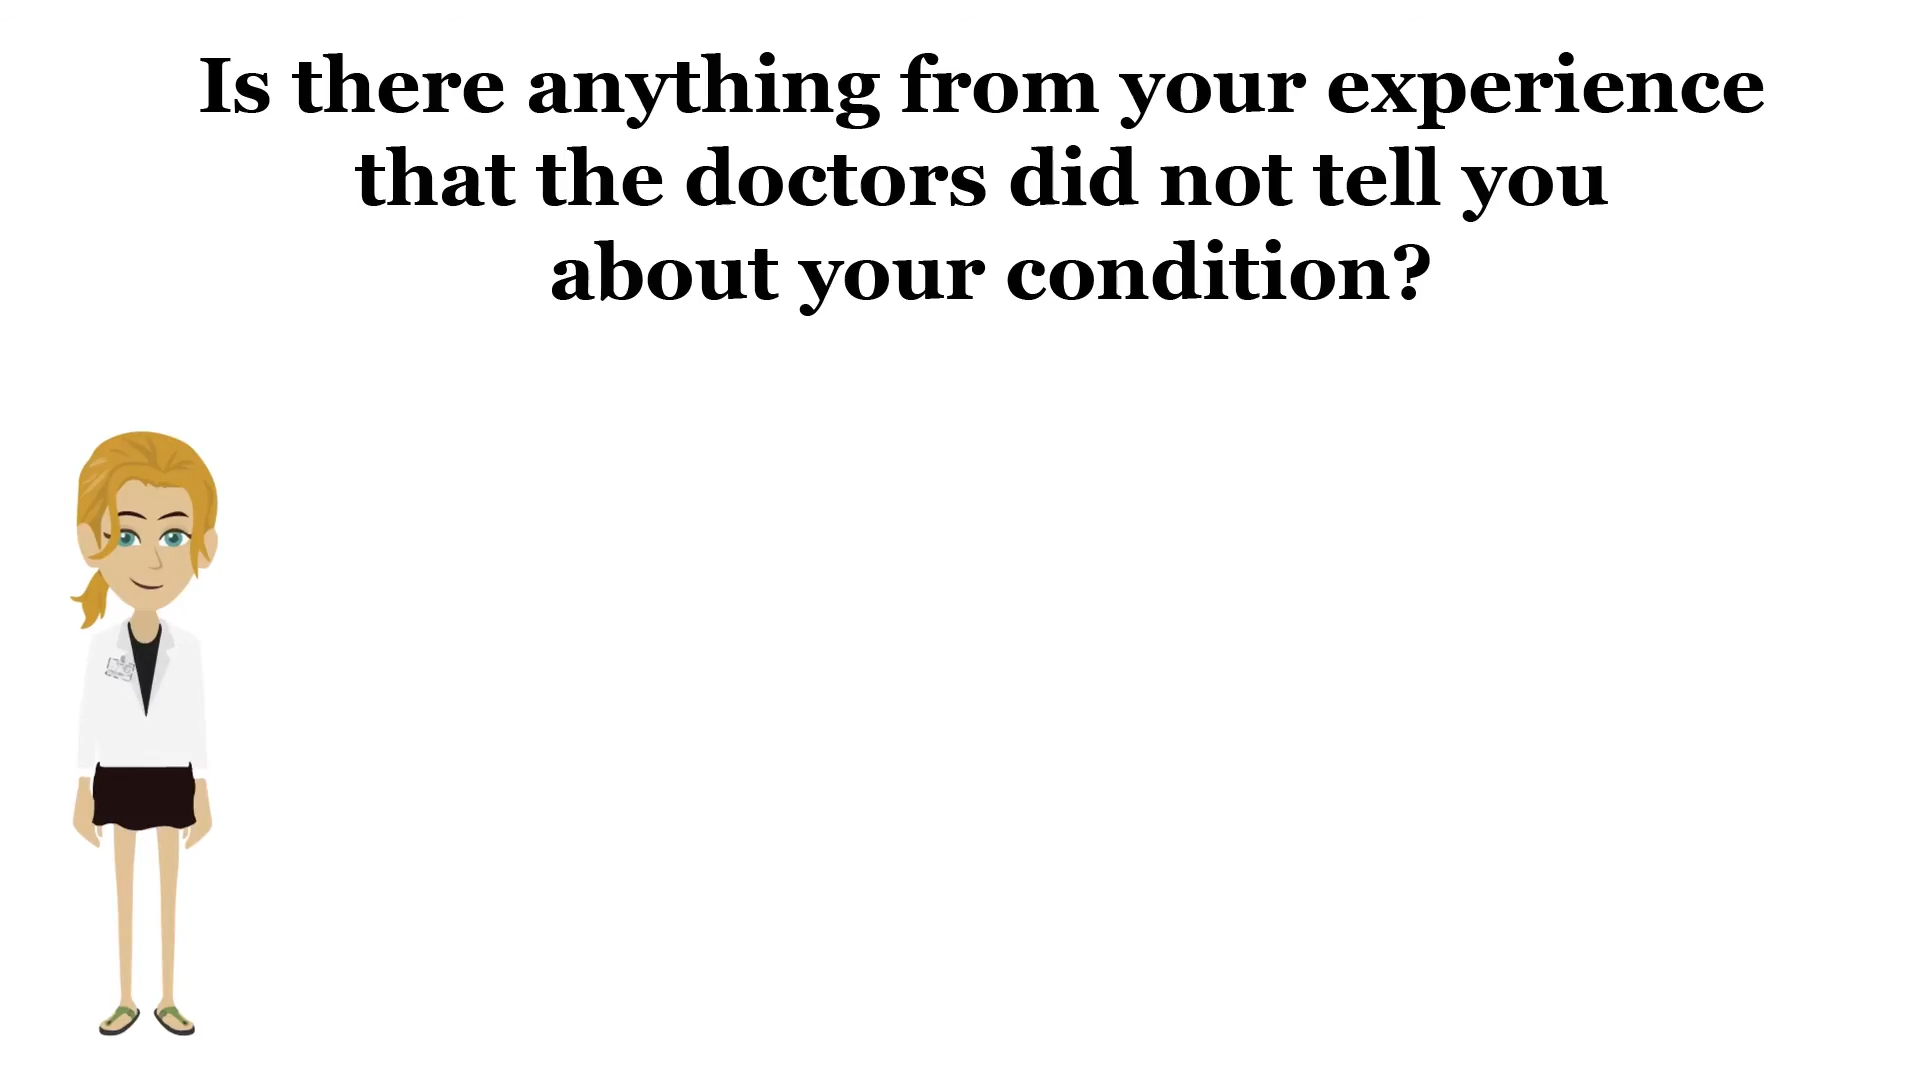 Is there anything from your experience
that the doctors did not tell you
about your condition?